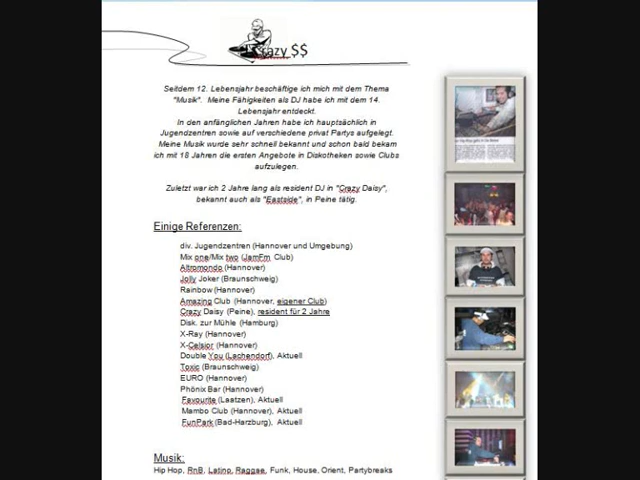 Crazy $$
Seitdem 12. Lebensjahr beschäftige ich mich mit dem Thema
"Musik". Meine Fähigkeiten als DJ habe ich mit dem 14.
Lebensjahr entdeckt.
In den anfänglichen Jahren habe ich hauptsächlich in
Jugendzentren sowie auf verschiedene privat Partys aufgelegt.
Meine Musik wurde sehr schnell bekannt und schon bald bekam
ich mit 18 Jahren die ersten Angebote in Diskotheken sowie Clubs
aufzulegen.
Zuletzt war ich 2 Jahre lang als resident DJ in "Crazy Daisy",
bekannt auch als "Eastside", in Peine tätig.
Einige Referenzen:
div. Jugendzentren (Hannover und Umgebung)
Mix one/Mix two (JamFm Club)
Altromondo (Hannover)
Jolly Joker (Braunschweig)
Rainbow (Hannover)
Amazing Club (Hannover, eigener Club)
Crazy Daisy (Peine), resident für 2 Jahre
Disk. zur Mühle (Hamburg)
X-Ray (Hannover)
X-Celsior (Hannover)
Double You (Lachendorf), Aktuell
Toxic (Braunschweig)
EURO (Hannover)
Phönix Bar (Hannover)
Favourite (Laatzen), Aktuell
Mambo Club (Hannover), Aktuell
FunPark (Bad-Harzburg), Aktuell
Musik:
Hip Hop, RnB, Latino, Raggae, Funk, House, Orient, Partybreaks